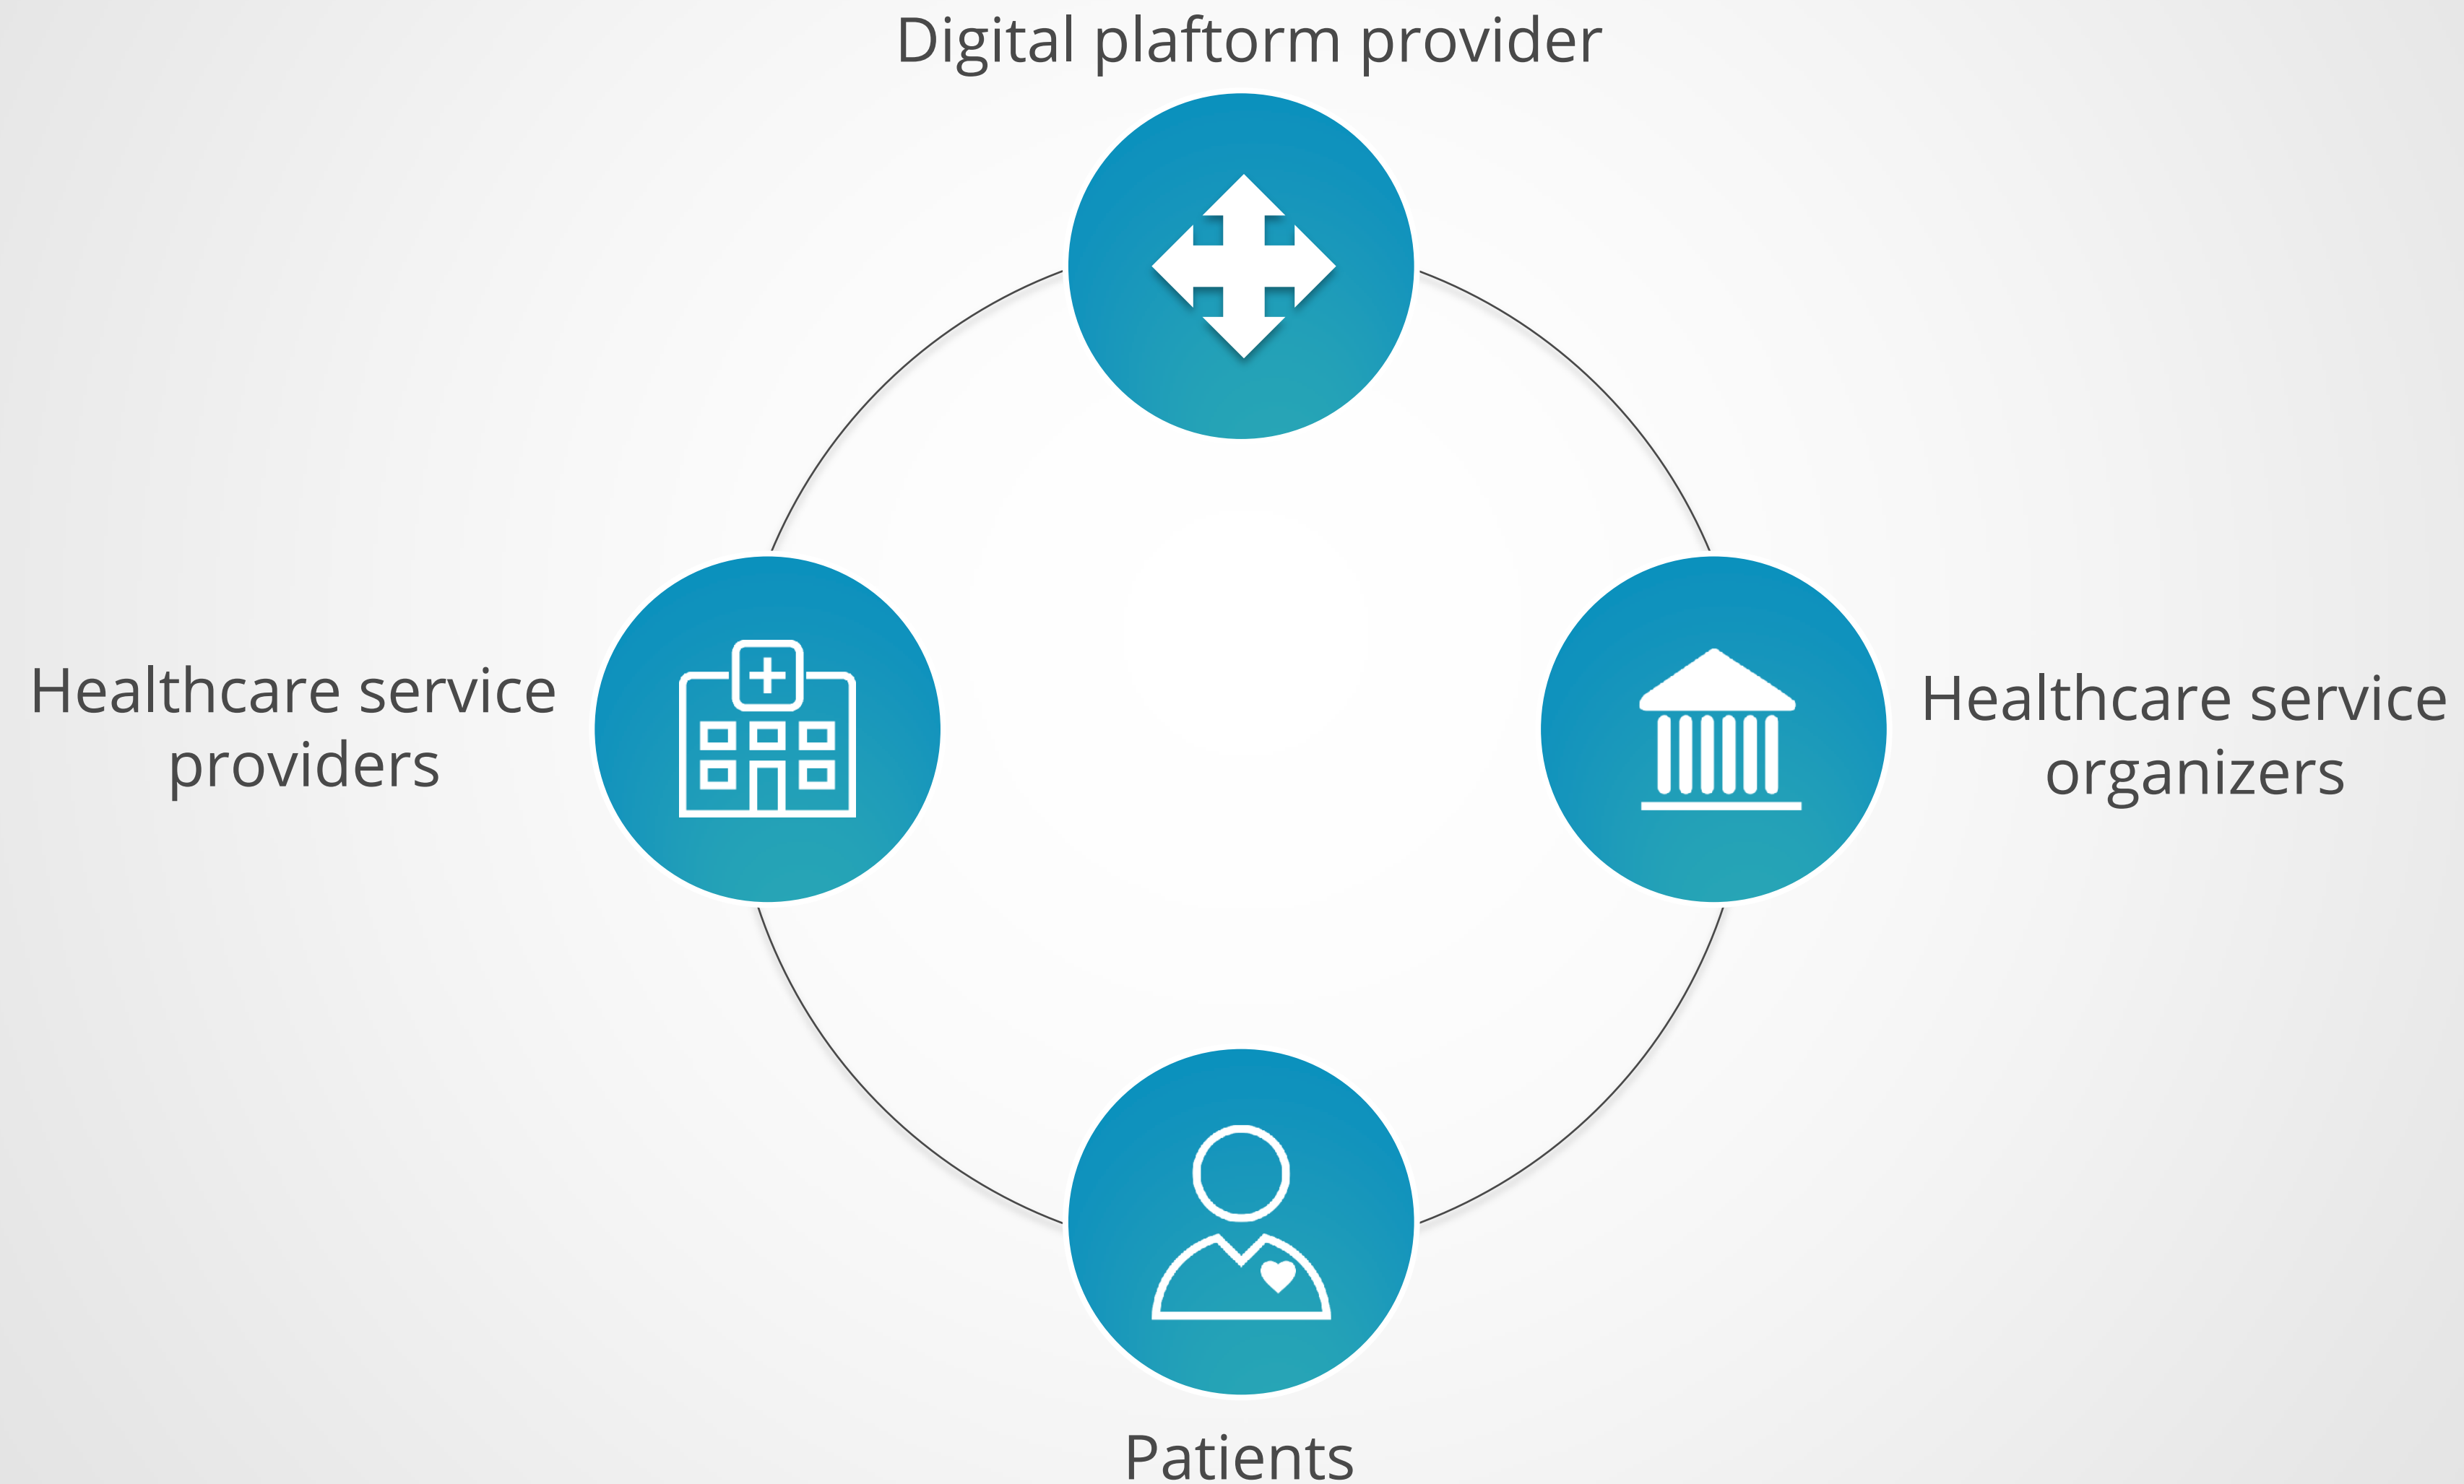 Digital plaftorm provider
Healthcare service
providers
Healthcare service
organizers
Patients